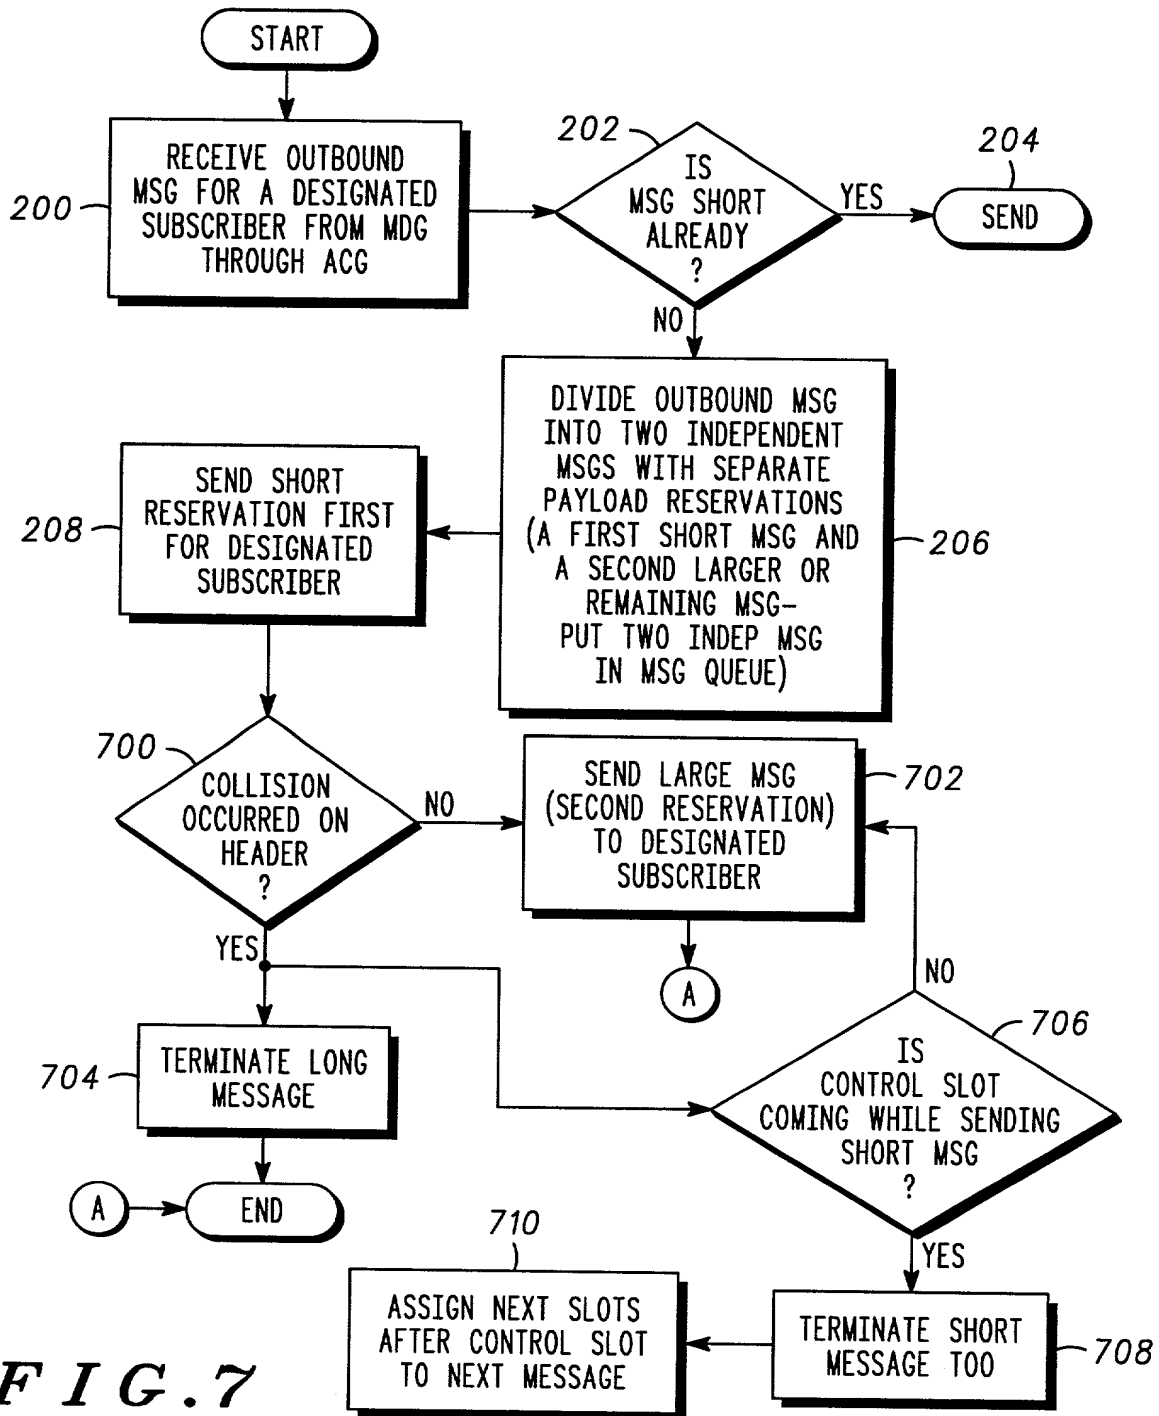 START
200
RECEIVE OUTBOUND
MSG FOR A DESIGNATED
SUBSCRIBER FROM MDG
THROUGH ACG
202
IS
MSG SHORT
ALREADY
?
YES
204
SEND
NO
206
DIVIDE OUTBOUND MSG
INTO TWO INDEPENDENT
MSGS WITH SEPARATE
PAYLOAD RESERVATIONS
(A FIRST SHORT MSG AND
A SECOND LARGER OR
REMAINING MSG-
PUT TWO INDEP MSG
IN MSG QUEUE)
208
SEND SHORT
RESERVATION FIRST
FOR DESIGNATED
SUBSCRIBER
700
COLLISION
OCCURRED ON
HEADER
?
NO
702
SEND LARGE MSG
(SECOND RESERVATION)
TO DESIGNATED
SUBSCRIBER
A
YES
704
TERMINATE LONG
MESSAGE
A
END
706
NO
IS
CONTROL SLOT
COMING WHILE SENDING
SHORT MSG
?
YES
708
TERMINATE SHORT
MESSAGE TOO
710
ASSIGN NEXT SLOTS
AFTER CONTROL SLOT
TO NEXT MESSAGE
FIG.7